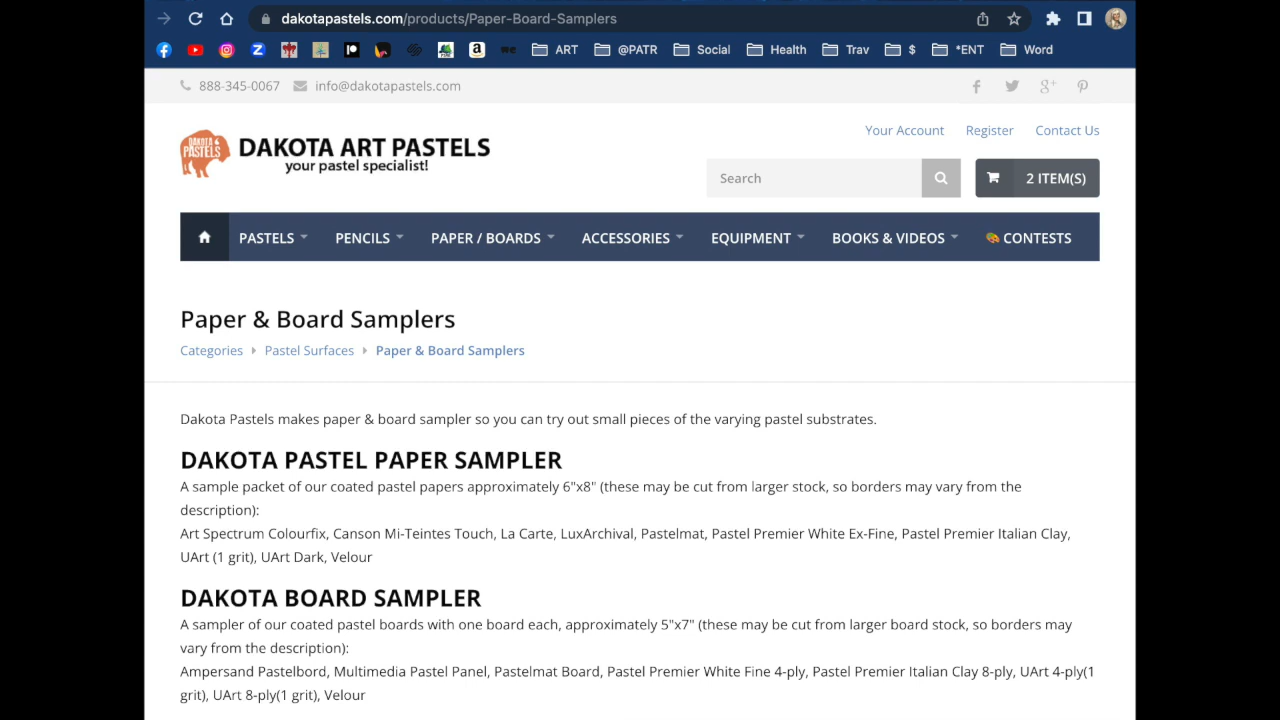 dakotapastels.com/products/Paper-Board-Samplers
ART @PATR Social Health Trav $ *ENT Word
888-345-0067 info@dakotapastels.com
Your Account Register Contact Us
DAKOTA PASTELS
DAKOTA ART PASTELS
your pastel specialist!
Search
2 ITEM(S)
PASTELS PENCILS PAPER / BOARDS ACCESSORIES EQUIPMENT BOOKS & VIDEOS CONTESTS
Paper & Board Samplers
Categories Pastel Surfaces Paper & Board Samplers
Dakota Pastels makes paper & board sampler so you can try out small pieces of the varying pastel substrates.
DAKOTA PASTEL PAPER SAMPLER
A sample packet of our coated pastel papers approximately 6"x8" (these may be cut from larger stock, so borders may vary from the
description):
Art Spectrum Colourfix, Canson Mi-Teintes Touch, La Carte, LuxArchival, Pastelmat, Pastel Premier White Ex-Fine, Pastel Premier Italian Clay,
UArt (1 grit), UArt Dark, Velour
DAKOTA BOARD SAMPLER
A sampler of our coated pastel boards with one board each, approximately 5"x7" (these may be cut from larger board stock, so borders may
vary from the description):
Ampersand Pastelbord, Multimedia Pastel Panel, Pastelmat Board, Pastel Premier White Fine 4-ply, Pastel Premier Italian Clay 8-ply, UArt 4-ply(1
grit), UArt 8-ply(1 grit), Velour